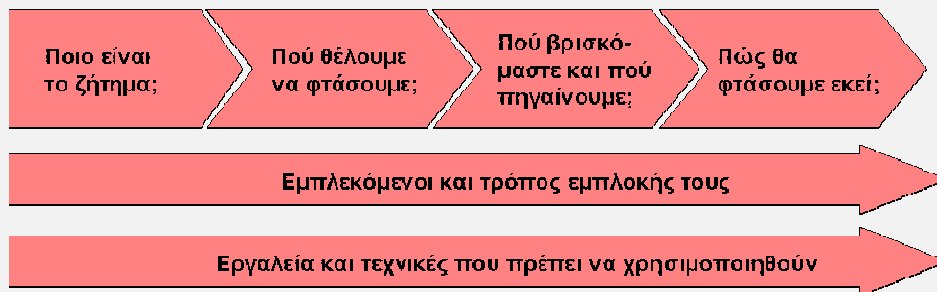 Ποιο είναι
το ζήτημα;
Πού θέλουμε
να φτάσουμε;
Πού βρισκό-
μαστε και πού
πηγαίνουμε;
Πώς θα
φτάσουμε εκεί;
Εμπλεκόμενοι και τρόπος εμπλοκής τους
Εργαλεία και τεχνικές που πρέπει να χρησιμοποιηθούν